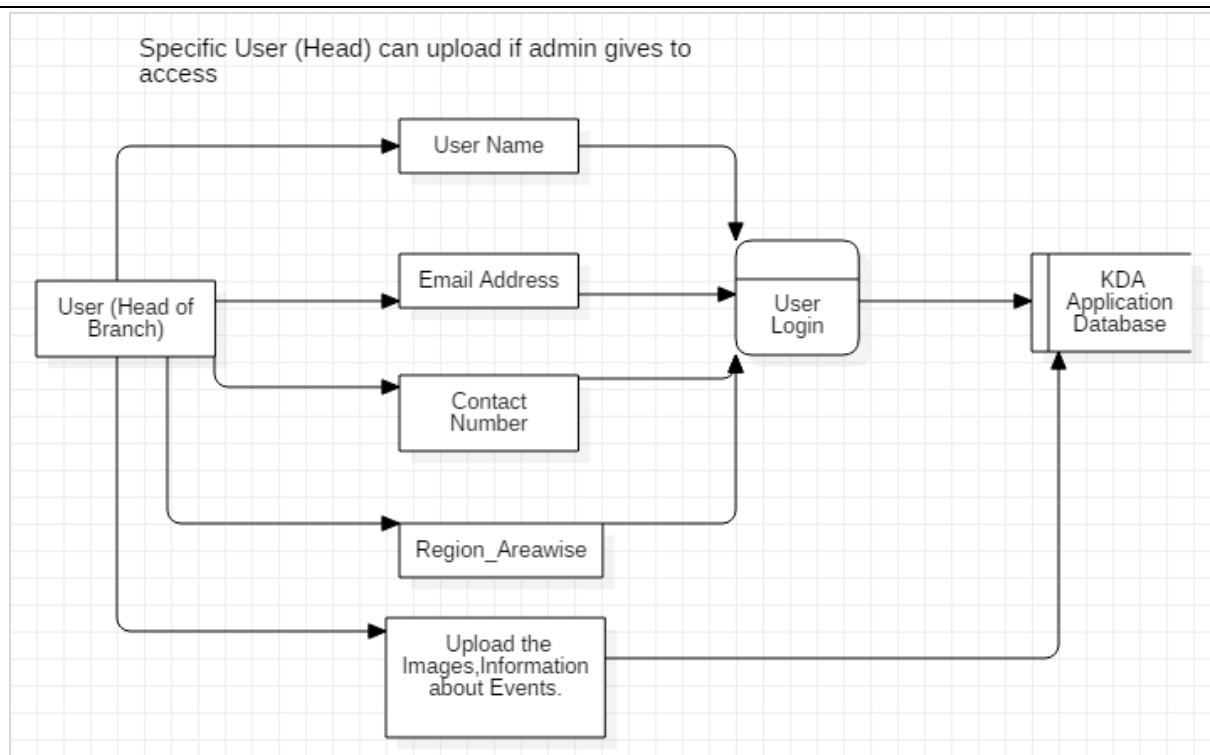 Specific User (Head) can upload if admin gives to
access
User Name
Email Address
User (Head of
Branch)
User
Login
KDA
Application
Database
Contact
Number
Region_Areawise
Upload the
Images,Information
about Events.